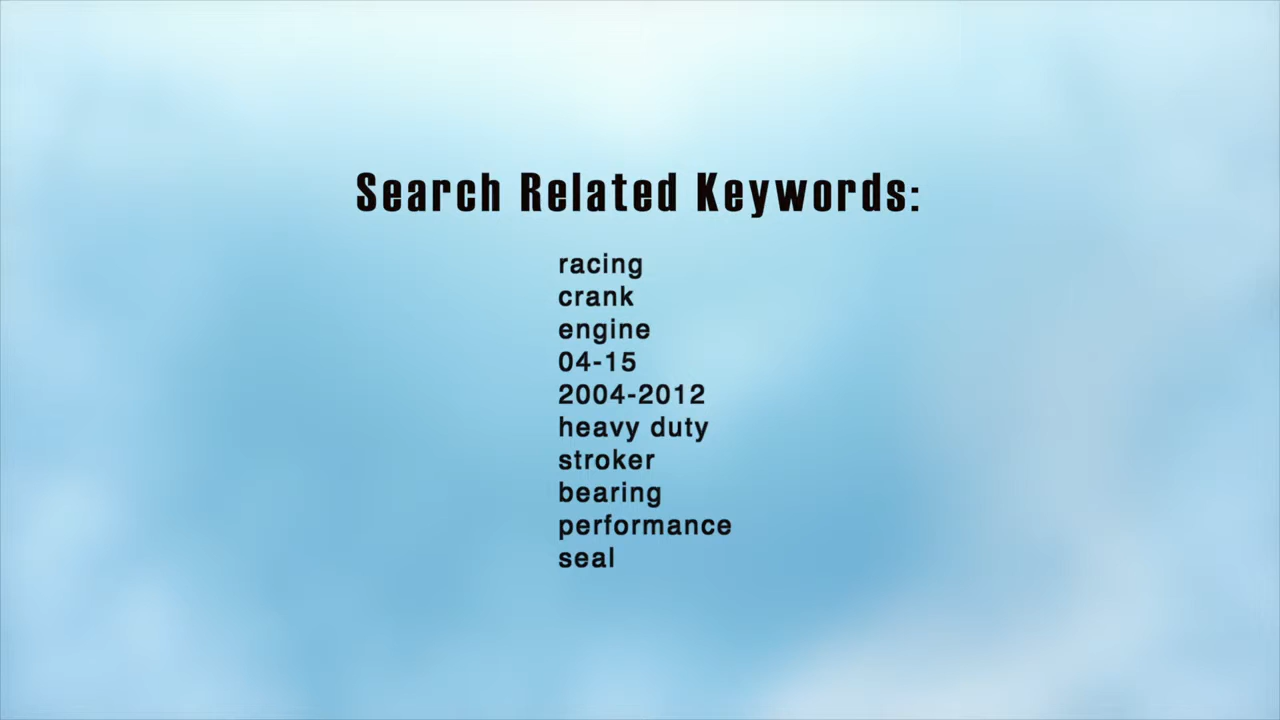 Search Related Keywords:
racing
crank
engine
04-15
2004-2012
heavy duty
stroker
bearing
performance
seal